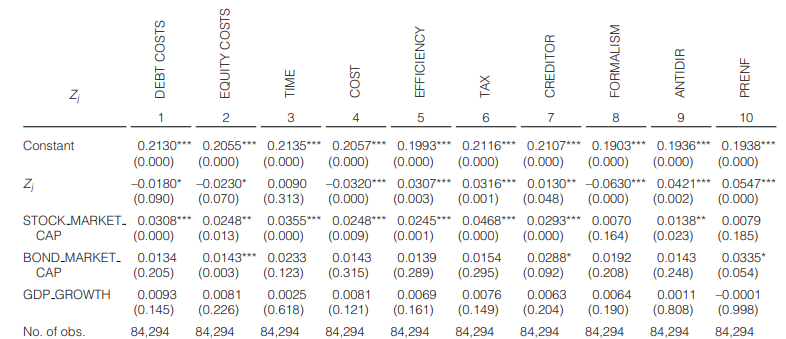 Zj DEBT COSTS EQUITY COSTS TIME COST EFFICIENCY TAX CREDITOR FORMALISM ANTIDIR PRENF
1 2 3 4 5 6 7 8 9 10
Constant 0.2130*** 0.2055*** 0.2135*** 0.2057*** 0.1993*** 0.2116*** 0.2107*** 0.1903*** 0.1936*** 0.1938***
(0.000) (0.000) (0.000) (0.000) (0.000) (0.000) (0.000) (0.000) (0.000) (0.000)
Zj −0.0180* −0.0230* 0.0090 −0.0320*** 0.0307*** 0.0316*** 0.0130** −0.0630*** 0.0421*** 0.0547***
(0.090) (0.070) (0.313) (0.000) (0.003) (0.001) (0.048) (0.000) (0.002) (0.000)
STOCK_MARKET_ 0.0308*** 0.0248** 0.0355*** 0.0248*** 0.0245*** 0.0468*** 0.0293*** 0.0070 0.0138** 0.0079
CAP (0.000) (0.013) (0.000) (0.009) (0.001) (0.000) (0.000) (0.164) (0.023) (0.185)
BOND_MARKET_ 0.0134 0.0143*** 0.0233 0.0143 0.0139 0.0154 0.0288* 0.0192 0.0143 0.0335*
CAP (0.205) (0.003) (0.123) (0.315) (0.289) (0.295) (0.092) (0.208) (0.248) (0.054)
GDP_GROWTH 0.0093 0.0081 0.0025 0.0081 0.0069 0.0076 0.0063 0.0064 0.0011 −0.0001
(0.145) (0.226) (0.618) (0.121) (0.161) (0.149) (0.204) (0.190) (0.808) (0.998)
No. of obs. 84,294 84,294 84,294 84,294 84,294 84,294 84,294 84,294 84,294 84,294